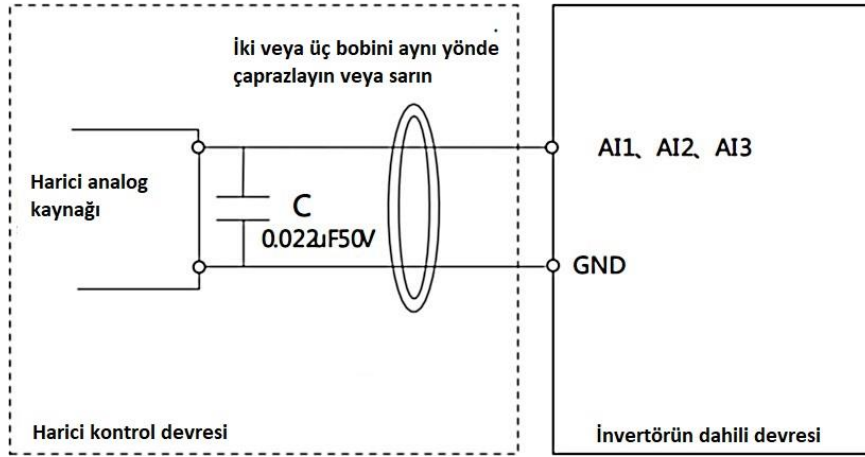 İki veya üç bobini aynı yönde
çaprazlayın veya sarın
AI1、AI2、AI3
Harici analog
kaynağı
C
0.022uF50V
GND
Harici kontrol devresi
İnvertörün dahili devresi